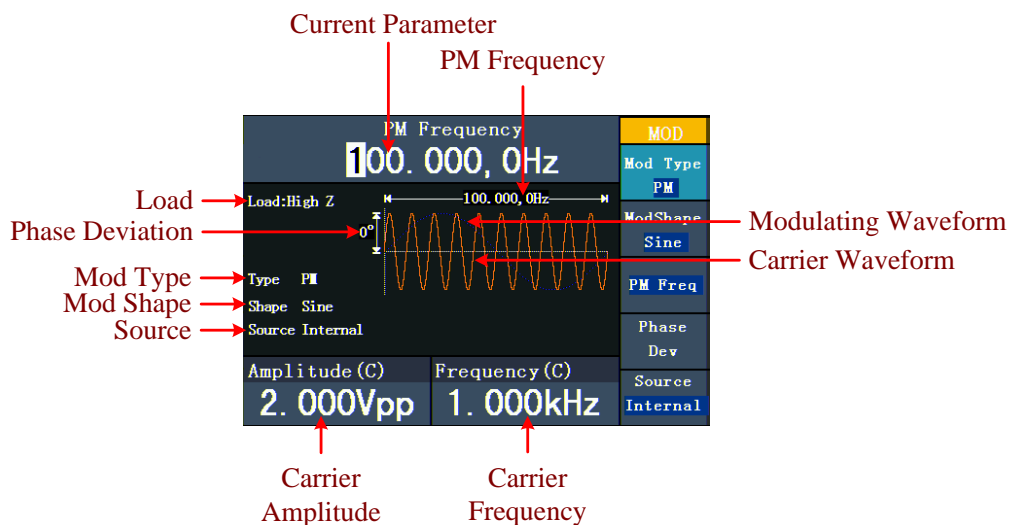 Current Parameter
PM Frequency
PM Frequency
100.000,0Hz
MOD
Mod Type
PM
ModShape
Sine
PM Freq
Phase
Dev
Source
Internal
Load
Load:High Z
100.000,0Hz
Phase Deviation
0°
Modulating Waveform
Carrier Waveform
Mod Type
Type PM
Mod Shape
Shape Sine
Source
Source Internal
Amplitude(C)
2.000Vpp
Frequency(C)
1.000kHz
Carrier
Amplitude
Carrier
Frequency